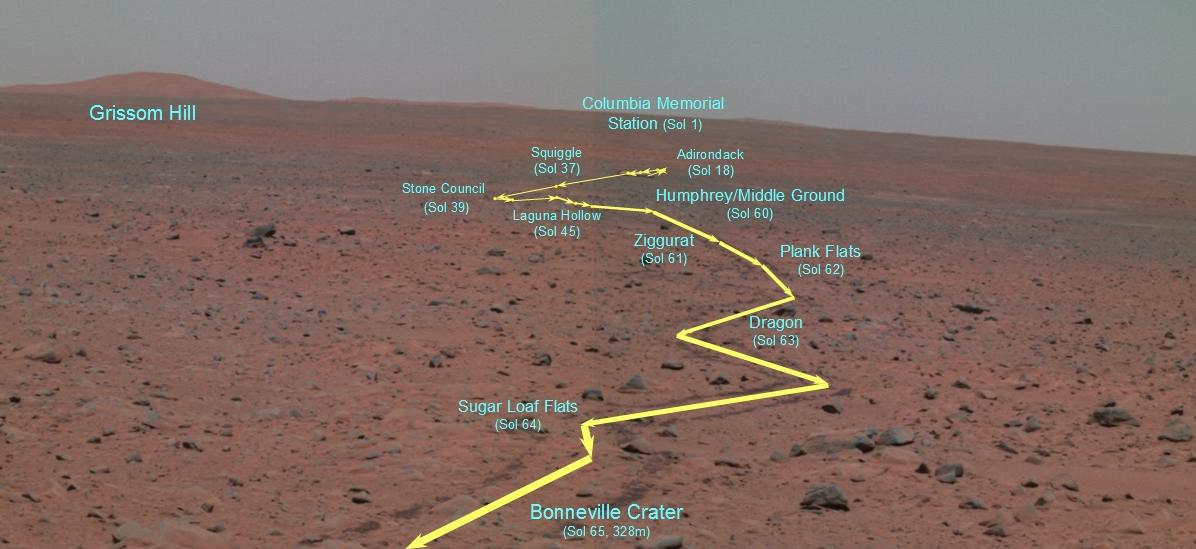 Columbia Memorial
Station (Sol 1)
Grissom Hill
Squiggle
(Sol 37)
Adirondack
(Sol 18)
Stone Council
(Sol 39)
Humphrey/Middle Ground
(Sol 60)
Laguna Hollow
(Sol 45)
Ziggurat
(Sol 61)
Plank Flats
(Sol 62)
Dragon
(Sol 63)
Sugar Loaf Flats
(Sol 64)
Bonneville Crater
(Sol 65, 328m)